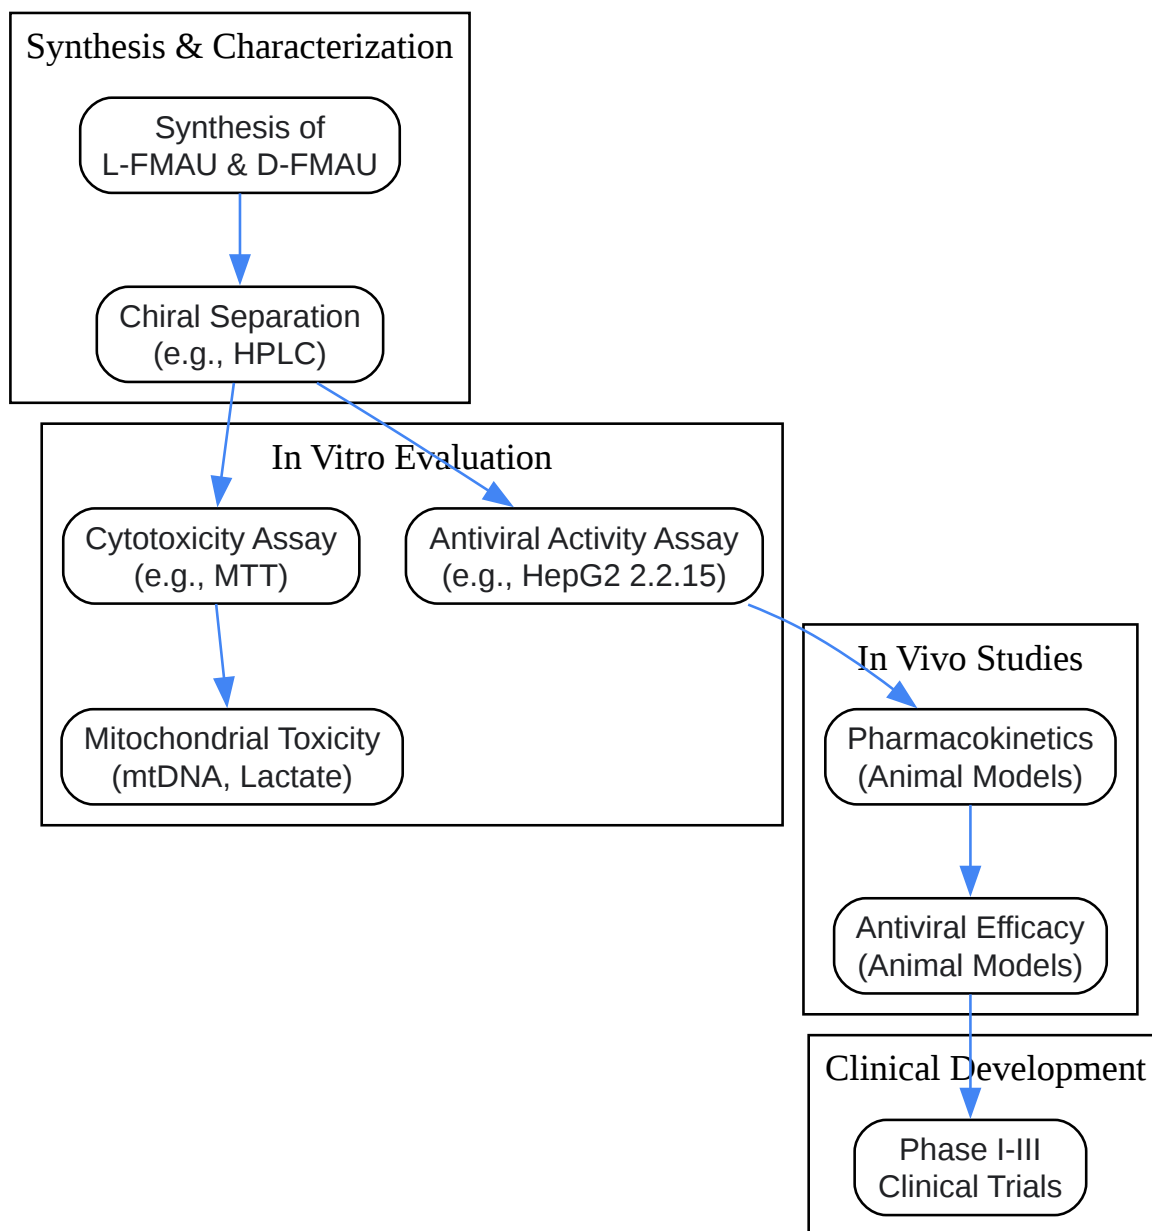 Synthesis & Characterization
Synthesis of
L-FMAU & D-FMAU
Chiral Separation
(e.g., HPLC)
In Vitro Evaluation
Cytotoxicity Assay
(e.g., MTT)
Antiviral Activity Assay
(e.g., HepG2 2.2.15)
Mitochondrial Toxicity
(mtDNA, Lactate)
In Vivo Studies
Pharmacokinetics
(Animal Models)
Antiviral Efficacy
(Animal Models)
Clinical Development
Phase I-III
Clinical Trials